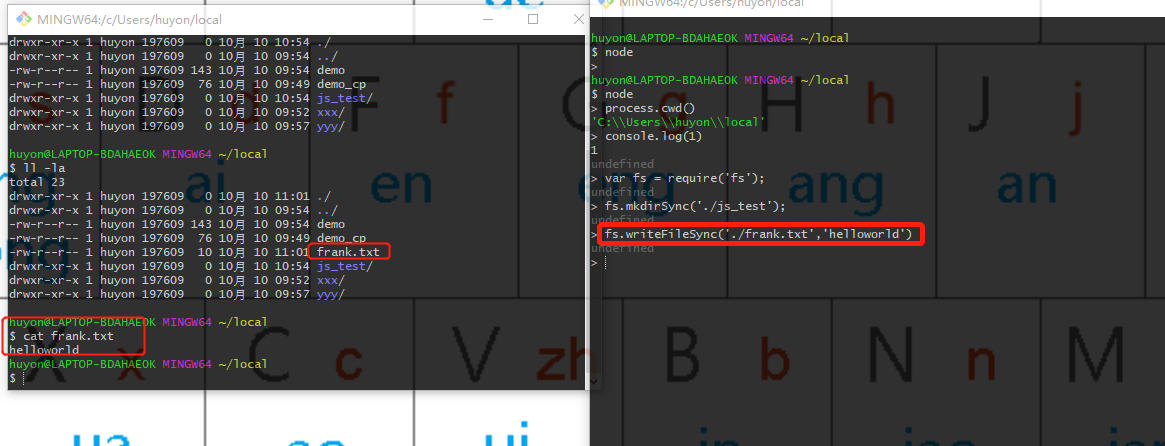 MINGW64:/c/Users/huyon/local
drwxr-xr-x 1 huyon 197609 0 10月 10 10:54 ./
drwxr-xr-x 1 huyon 197609 0 10月 10 09:54 ../
-rw-r--r-- 1 huyon 197609 143 10月 10 09:54 demo
-rw-r--r-- 1 huyon 197609 76 10月 10 09:49 demo_cp
drwxr-xr-x 1 huyon 197609 0 10月 10 10:54 js_test/
drwxr-xr-x 1 huyon 197609 0 10月 10 09:52 xxx/
drwxr-xr-x 1 huyon 197609 0 10月 10 09:57 yyy/
huyon@LAPTOP-BDAHAEOK MINGW64 ~/local
$ ll -la
total 23
drwxr-xr-x 1 huyon 197609 0 10月 10 11:01 ./
drwxr-xr-x 1 huyon 197609 0 10月 10 09:54 ../
-rw-r--r-- 1 huyon 197609 143 10月 10 09:54 demo
-rw-r--r-- 1 huyon 197609 76 10月 10 09:49 demo_cp
-rw-r--r-- 1 huyon 197609 10 10月 10 11:01 frank.txt
drwxr-xr-x 1 huyon 197609 0 10月 10 10:54 js_test/
drwxr-xr-x 1 huyon 197609 0 10月 10 09:52 xxx/
drwxr-xr-x 1 huyon 197609 0 10月 10 09:57 yyy/
huyon@LAPTOP-BDAHAEOK MINGW64 ~/local
$ cat frank.txt
helloworld
huyon@LAPTOP-BDAHAEOK MINGW64 ~/local
$
MINGW64:/c/Users/huyon/local
huyon@LAPTOP-BDAHAEOK MINGW64 ~/local
$ node
>
huyon@LAPTOP-BDAHAEOK MINGW64 ~/local
$ node
> process.cwd()
'C:\\Users\\huyon\\local'
> console.log(1)
1
undefined
> var fs = require('fs');
undefined
> fs.mkdirSync('./js_test');
undefined
> fs.writeFileSync('./frank.txt','helloworld')
undefined
>
s D d F f G g H h J j
ai en eng ang an
X x C c V zh B b N n M